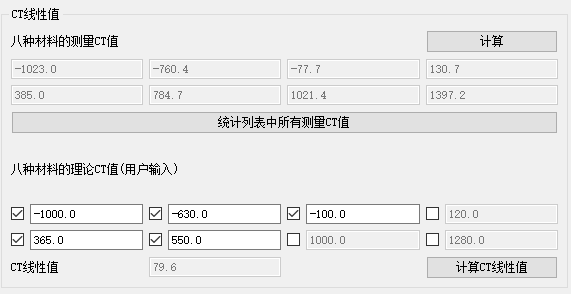 CT线性值
八种材料的测量CT值 计算
-1023.0 -760.4 -77.7 130.7
385.0 784.7 1021.4 1397.2
统计列表中所有测量CT值
八种材料的理论CT值(用户输入)
-1000.0 -630.0 -100.0 120.0
365.0 550.0 1000.0 1280.0
CT线性值 79.6 计算CT线性值